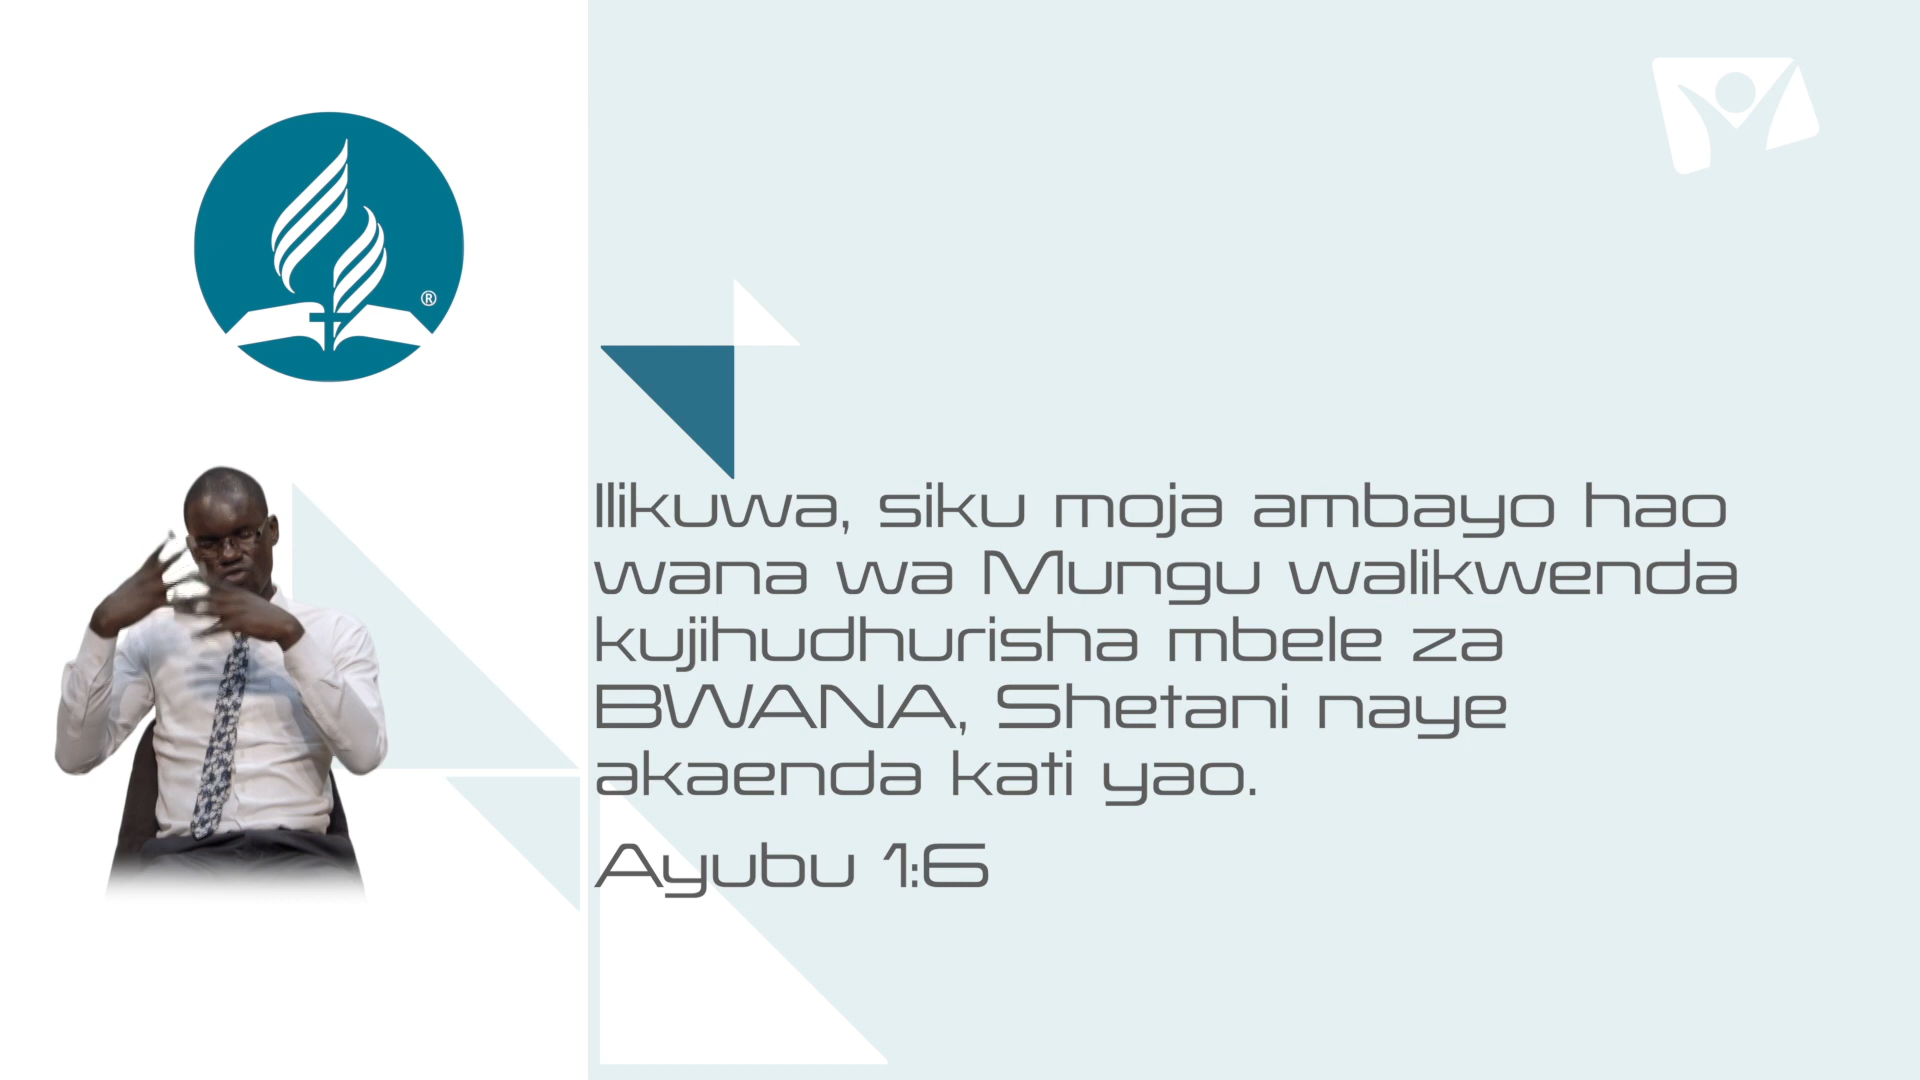 ®
Ilikuwa, siku moja ambayo hao
wana wa Mungu walikwenda
kujihudhurisha mbele za
BWANA, Shetani naye
akaenda kati yao.
Ayubu 1:6